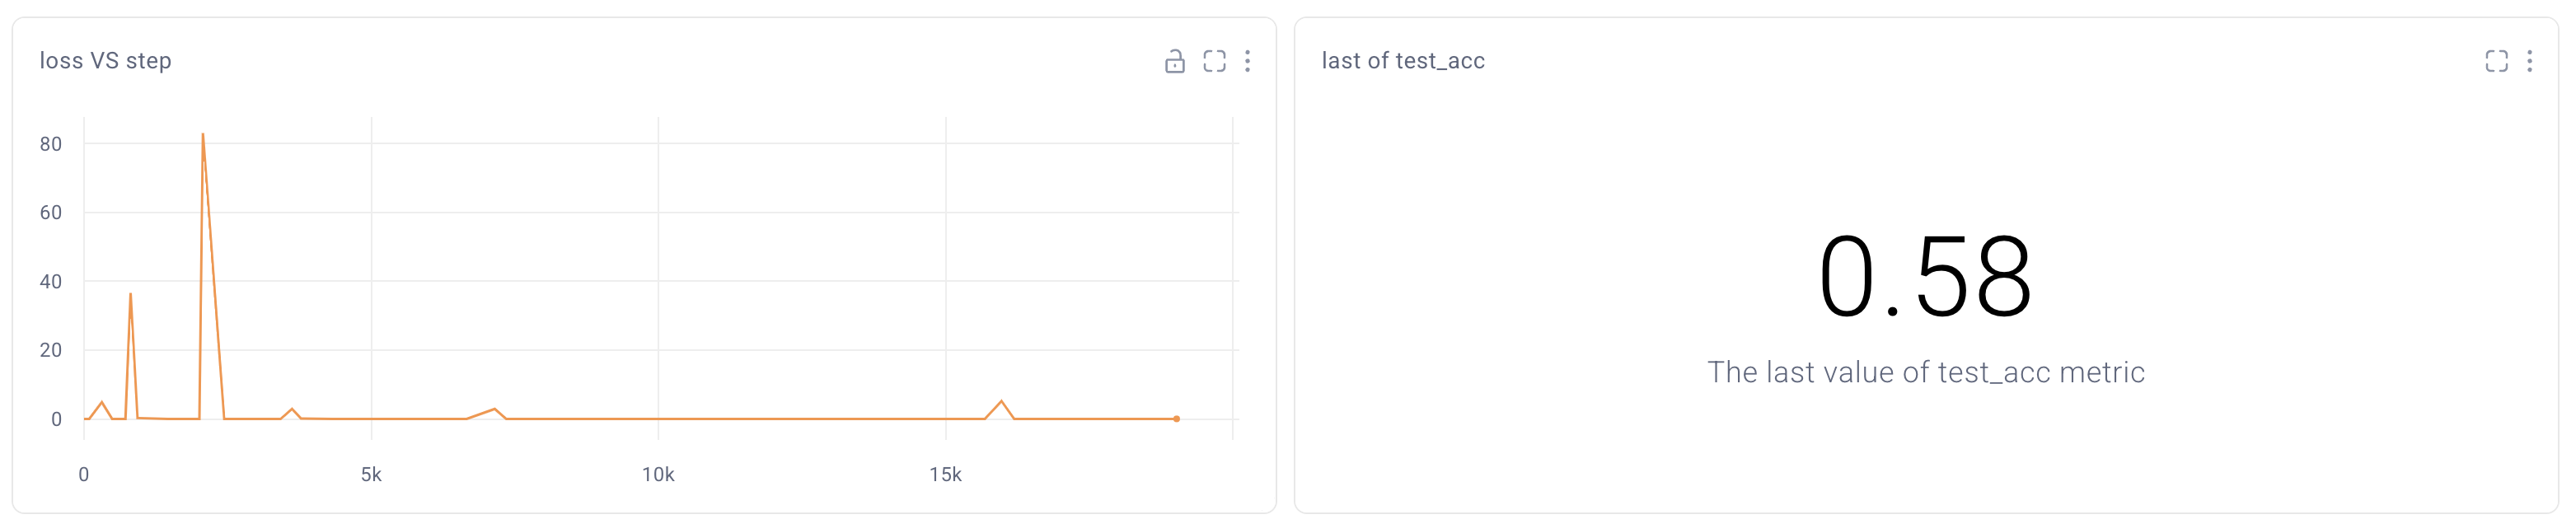 loss VS step
80
60
40
20
0
0 5k 10k 15k
last of test_acc
0.58
The last value of test_acc metric